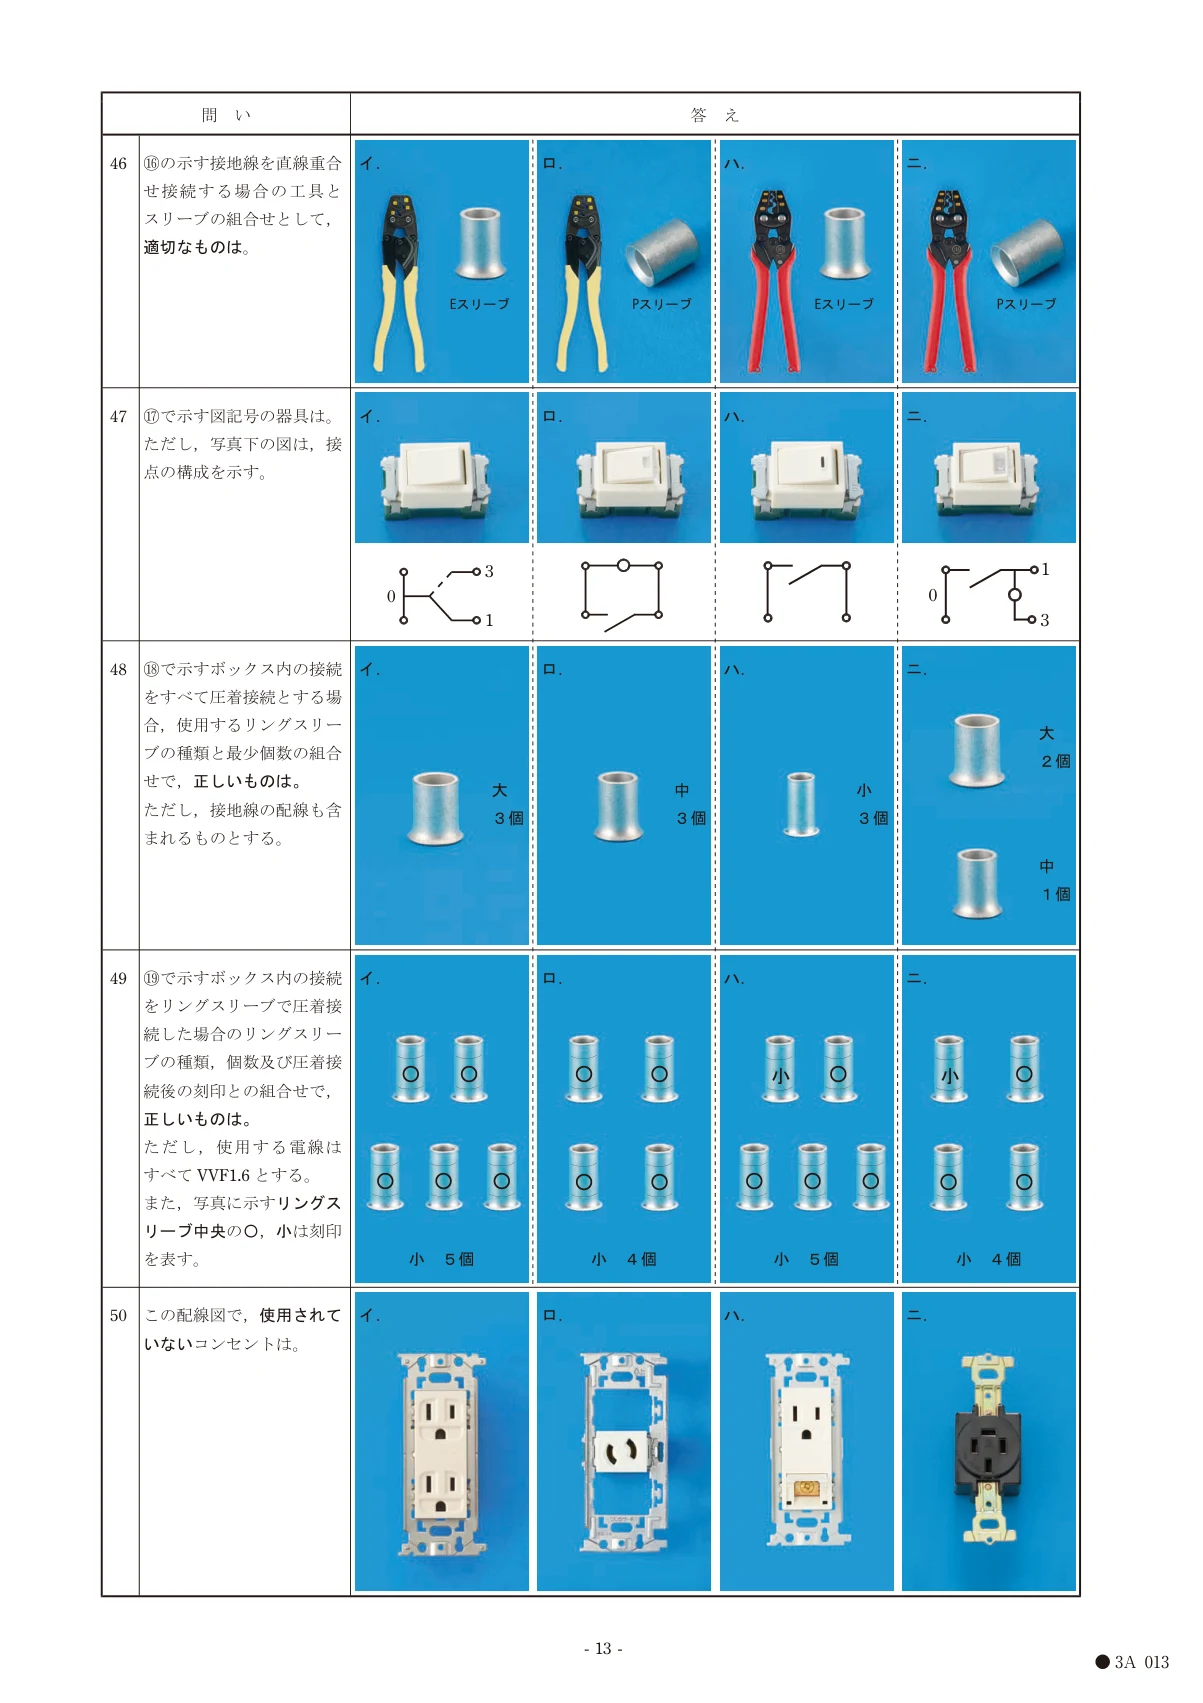 問 い
答 え
46
⑯の示す接地線を直線重合
せ接続する場合の工具と
スリーブの組合せとして，
適切なものは。
イ.
Eスリーブ
ロ.
Pスリーブ
ハ.
Eスリーブ
ニ.
Pスリーブ
47
⑰で示す図記号の器具は。
ただし，写真下の図は，接
点の構成を示す。
イ.
0
3
1
ロ.
ハ.
ニ.
0
1
3
48
⑱で示すボックス内の接続
をすべて圧着接続とする場
合，使用するリングスリー
ブの種類と最少個数の組合
せで，正しいものは。
ただし，接地線の配線も含
まれるものとする。
イ.
大
3個
ロ.
中
3個
ハ.
小
3個
ニ.
大
2個
中
1個
49
⑲で示すボックス内の接続
をリングスリーブで圧着接
続した場合のリングスリー
ブの種類，個数及び圧着接
続後の刻印との組合せで，
正しいものは。
ただし，使用する電線は
すべて VVF1.6 とする。
また，写真に示すリングス
リーブ中央の〇，小は刻印
を表す。
イ.
〇 〇
〇 〇 〇
小 5個
ロ.
〇 〇
〇 〇
小 4個
ハ.
小 〇
〇 〇 〇
小 5個
ニ.
小 〇
〇 〇
小 4個
50
この配線図で，使用されて
いないコンセントは。
イ.
ロ.
ハ.
ニ.
- 13 -
●3A 013